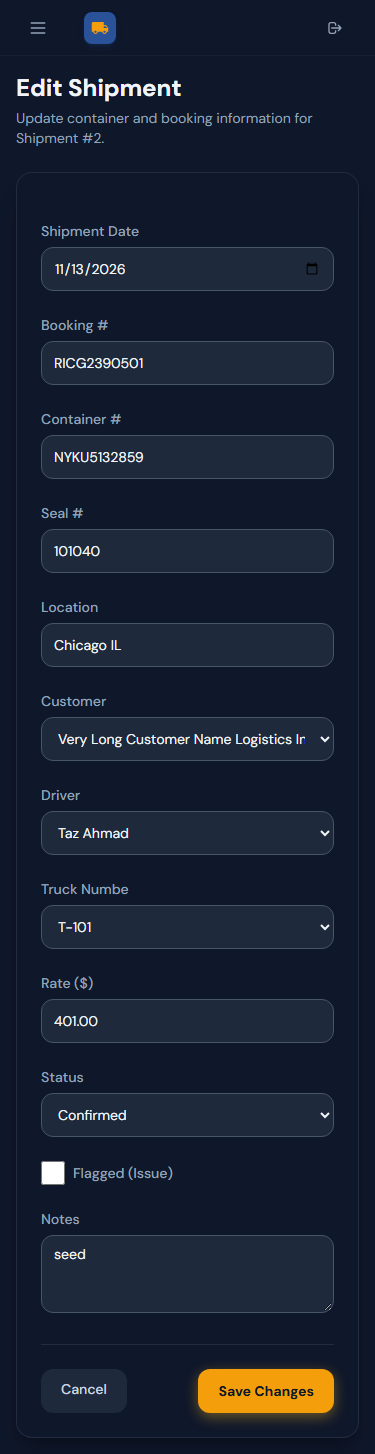 Edit Shipment
Update container and booking information for
Shipment #2.
Shipment Date
11/13/2026
Booking #
RICG2390501
Container #
NYKU5132859
Seal #
101040
Location
Chicago IL
Customer
Very Long Customer Name Logistics In
Driver
Taz Ahmad
Truck Numbe
T-101
Rate ($)
401.00
Status
Confirmed
Flagged (Issue)
Notes
seed
Cancel
Save Changes